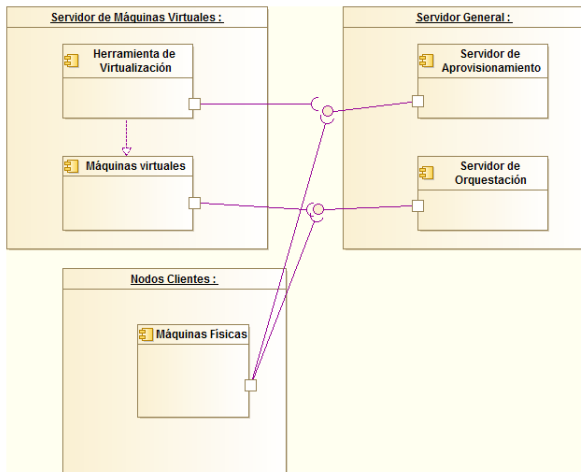 Servidor de Máquinas Virtuales :
Herramienta de
Virtualización
Máquinas virtuales
Servidor General :
Servidor de
Aprovisionamiento
Servidor de
Orquestación
Nodos Clientes :
Máquinas Físicas